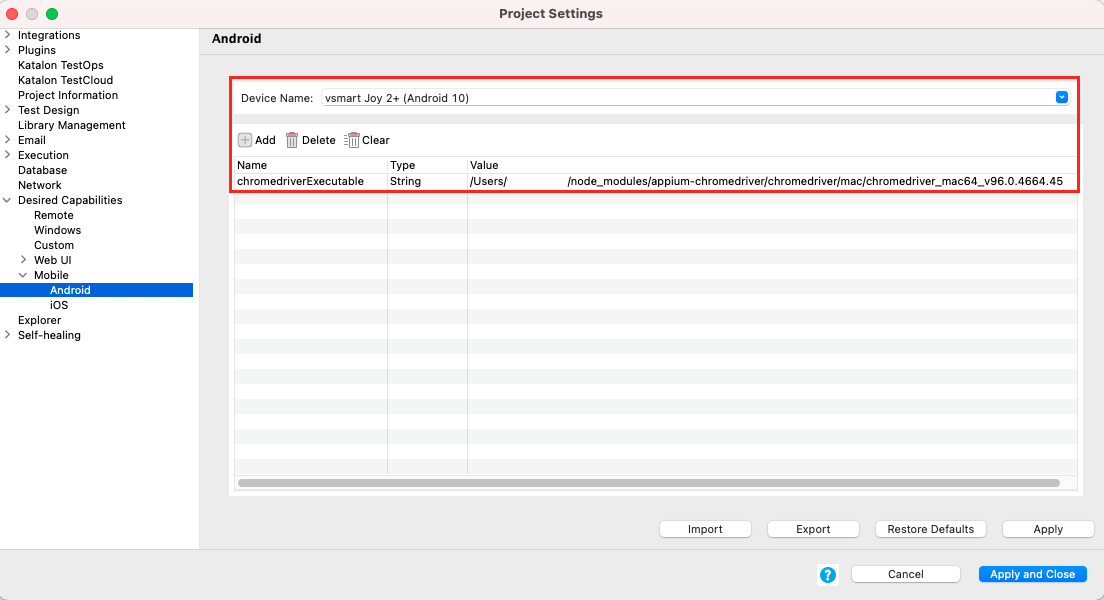 Project Settings
Integrations
Plugins
Katalon TestOps
Katalon TestCloud
Project Information
Test Design
Library Management
Email
Execution
Database
Network
Desired Capabilities
Remote
Windows
Custom
Web UI
Mobile
Android
iOS
Explorer
Self-healing
Android
Device Name: vsmart Joy 2+ (Android 10)
Add Delete Clear
Name Type Value
chromedriverExecutable String /Users/ /node_modules/appium-chromedriver/chromedriver/mac/chromedriver_mac64_v96.0.4664.45
Import Export Restore Defaults Apply
? Cancel Apply and Close